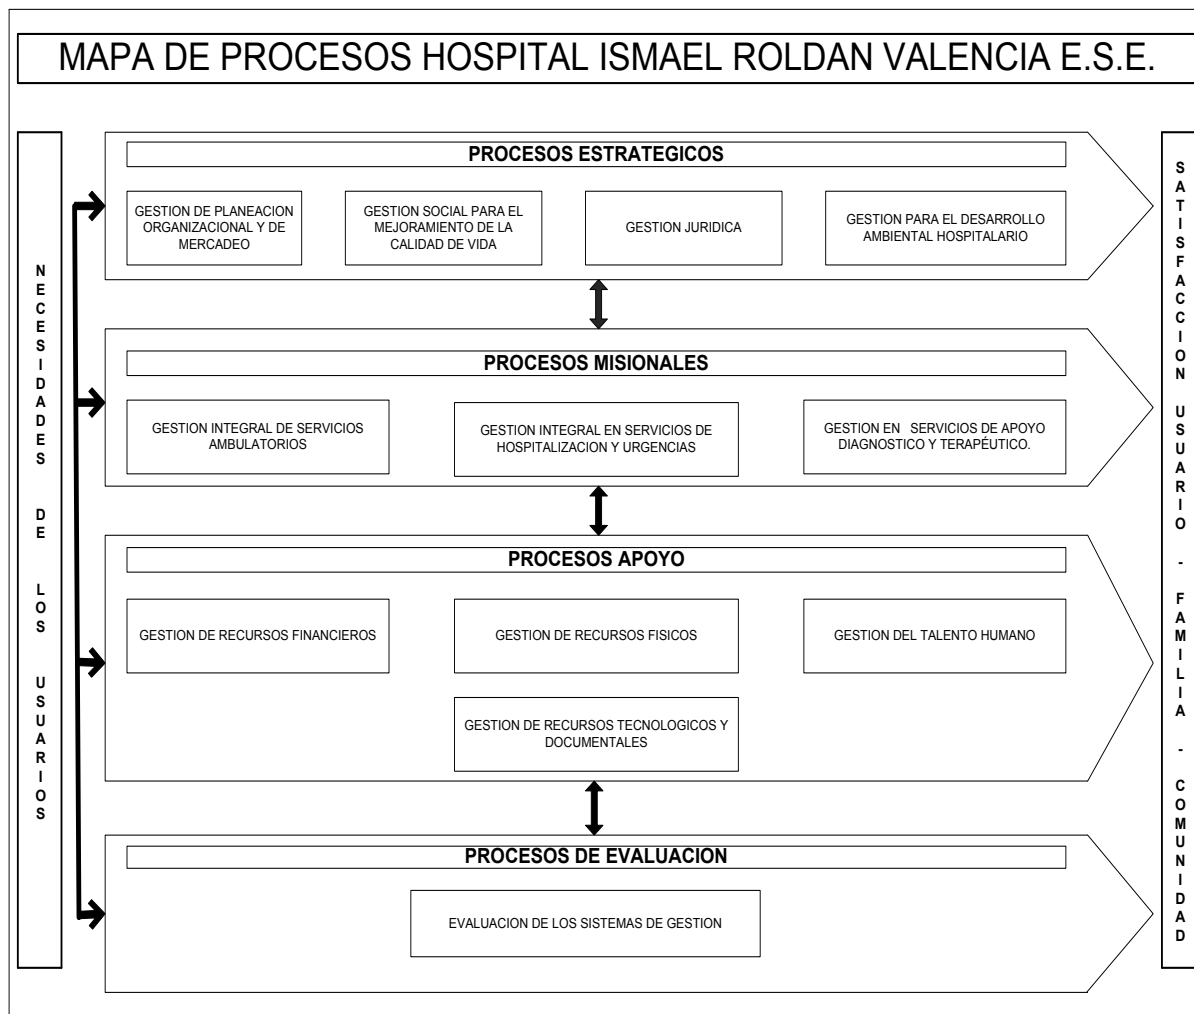 MAPA DE PROCESOS HOSPITAL ISMAEL ROLDAN VALENCIA E.S.E.
NECESIDADES DE LOS USUARIOS
PROCESOS ESTRATEGICOS
GESTION DE PLANEACION
ORGANIZACIONAL Y DE
MERCADEO
GESTION SOCIAL PARA EL
MEJORAMIENTO DE LA
CALIDAD DE VIDA
GESTION JURIDICA
GESTION PARA EL DESARROLLO
AMBIENTAL HOSPITALARIO
PROCESOS MISIONALES
GESTION INTEGRAL DE SERVICIOS
AMBULATORIOS
GESTION INTEGRAL EN SERVICIOS DE
HOSPITALIZACION Y URGENCIAS
GESTION EN SERVICIOS DE APOYO
DIAGNOSTICO Y TERAPÉUTICO.
PROCESOS APOYO
GESTION DE RECURSOS FINANCIEROS
GESTION DE RECURSOS FISICOS
GESTION DEL TALENTO HUMANO
GESTION DE RECURSOS TECNOLOGICOS Y
DOCUMENTALES
PROCESOS DE EVALUACION
EVALUACION DE LOS SISTEMAS DE GESTION
SATISFACCION USUARIO - FAMILIA - COMUNIDAD